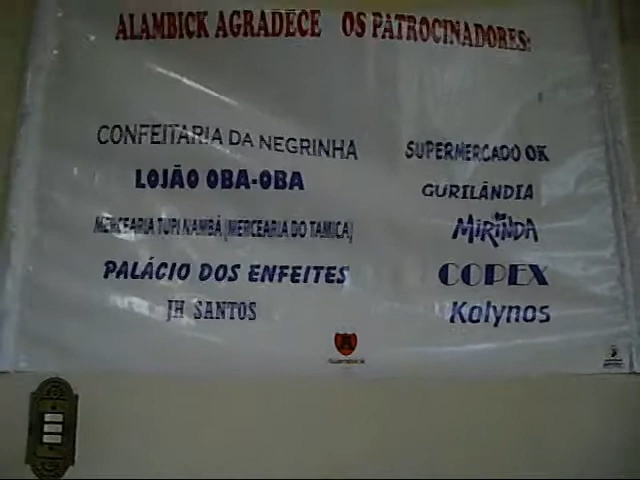 ALAMBICK AGRADECE OS PATROCINADORES:
CONFEITARIA DA NEGRINHA
LOJÃO OBA-OBA
MERCEARIA TUPI NAMBÁ (MERCEARIA DO TAMICA)
PALÁCIO DOS ENFEITES
JH SANTOS
SUPERMERCADO OK
GURILÂNDIA
MiRiNDA
COPEX
Kolynos